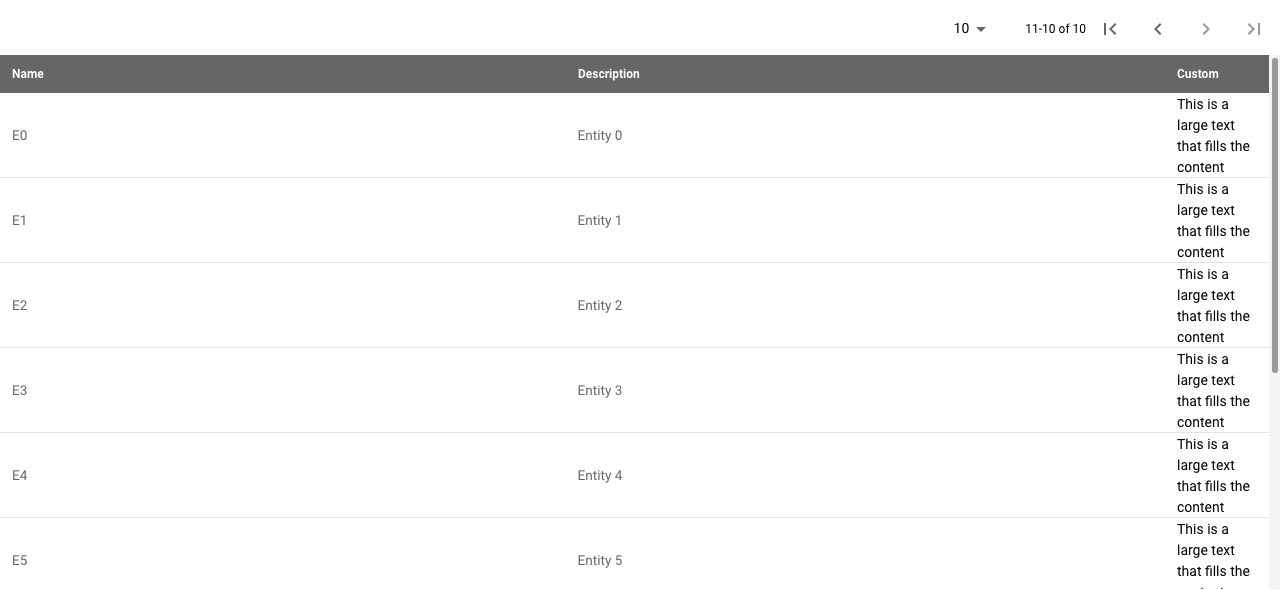 10 11-10 of 10
Name Description Custom
E0 Entity 0 This is a
large text
that fills the
content
E1 Entity 1 This is a
large text
that fills the
content
E2 Entity 2 This is a
large text
that fills the
content
E3 Entity 3 This is a
large text
that fills the
content
E4 Entity 4 This is a
large text
that fills the
content
E5 Entity 5 This is a
large text
that fills the